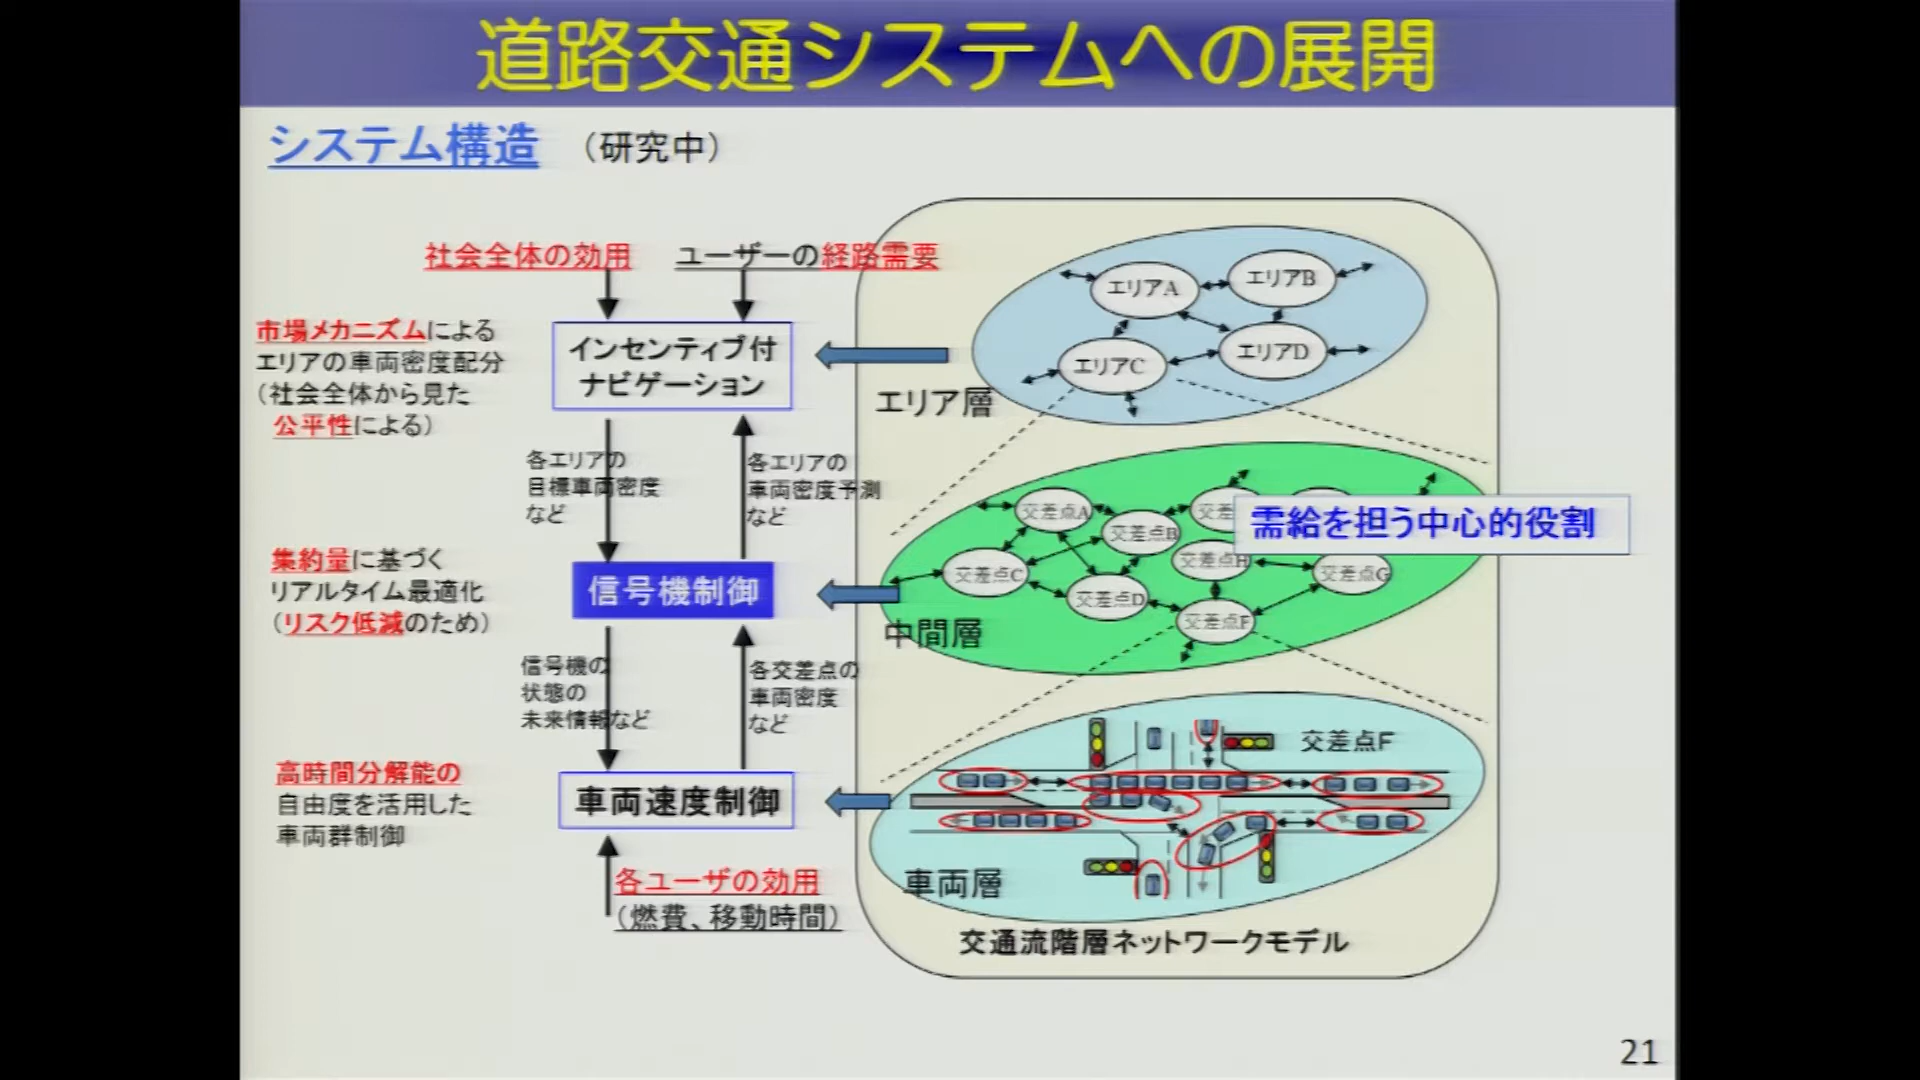 道路交通システムへの展開
システム構造 （研究中）
社会全体の効用
ユーザーの経路需要
市場メカニズムによる
エリアの車両密度配分
（社会全体から見た
公平性による）
インセンティブ付
ナビゲーション
エリア層
エリアA
エリアB
エリアC
エリアD
各エリアの
目標車両密度
など
各エリアの
車両密度予測
など
集約量に基づく
リアルタイム最適化
（リスク低減のため）
信号機制御
中間層
交差点A
交差点B
交差
交差点C
交差点D
交差点H
交差点G
交差点F
需給を担う中心的役割
信号機の
状態の
未来情報など
各交差点の
車両密度
など
高時間分解能の
自由度を活用した
車両群制御
車両速度制御
各ユーザの効用
（燃費、移動時間）
車両層
交差点F
交通流階層ネットワークモデル
21